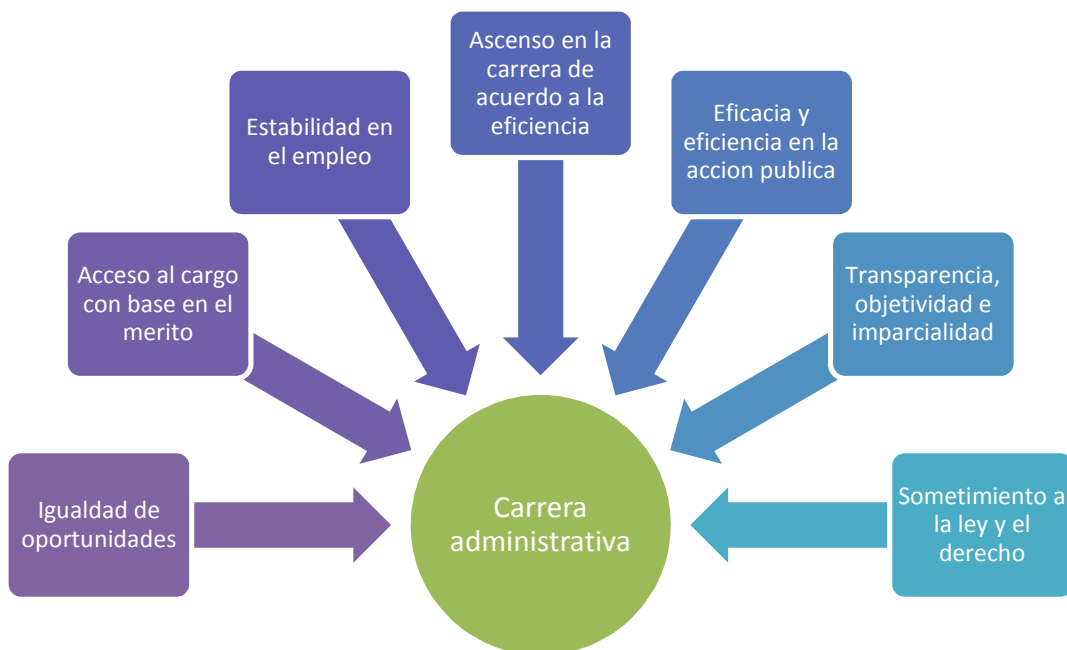 Igualdad de
oportunidades
Acceso al cargo
con base en el
merito
Estabilidad en
el empleo
Ascenso en la
carrera de
acuerdo a la
eficiencia
Eficacia y
eficiencia en la
accion publica
Transparencia,
objetividad e
imparcialidad
Sometimiento a
la ley y el
derecho
Carrera
administrativa